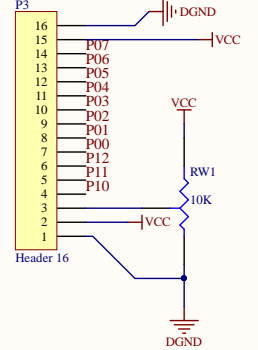 P3
16
DGND
15
VCC
14
P07
13
P06
12
P05
11
P04
10
P03
9
P02
8
P01
7
P00
6
P12
5
P11
4
P10
3
2
VCC
1
Header 16
VCC
RW1
10K
DGND